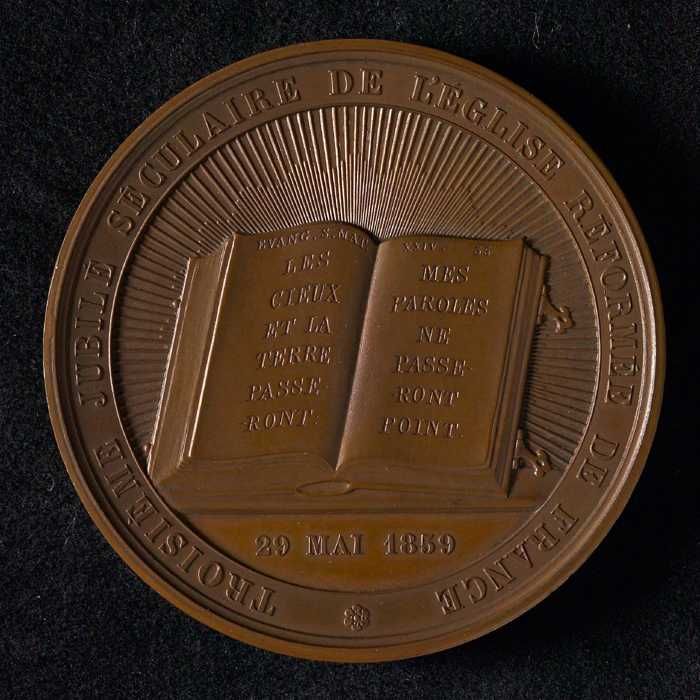 TROISIÈME JUBILÉ SÉCULAIRE DE L'ÉGLISE RÉFORMÉE DE FRANCE
EVANG. S. MAT. XXIV. 35
LES
CIEUX
ET LA
TERRE
PASSE-
RONT.
MES
PAROLES
NE
PASSE-
RONT
POINT.
29 MAI 1859